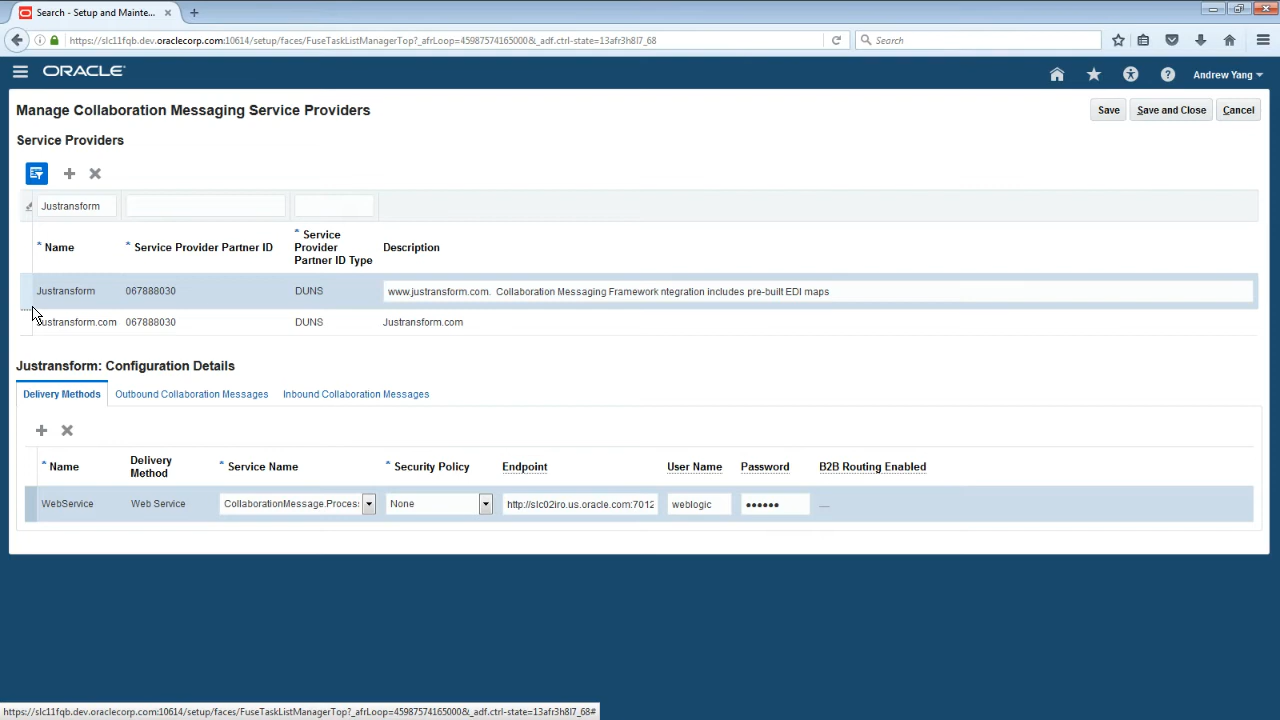 Search - Setup and Mainte...
https://slc11fqb.dev.oraclecorp.com:10614/setup/faces/FuseTaskListManagerTop?_afrLoop=45987574165000&_adf.ctrl-state=13afr3h8l7_68
Search
ORACLE
Andrew Yang
Manage Collaboration Messaging Service Providers
Save
Save and Close
Cancel
Service Providers
Justransform
* Name
* Service Provider Partner ID
* Service Provider Partner ID Type
Description
Justransform
067888030
DUNS
www.justransform.com. Collaboration Messaging Framework ntegration includes pre-built EDI maps
Justransform.com
067888030
DUNS
Justransform.com
Justransform: Configuration Details
Delivery Methods
Outbound Collaboration Messages
Inbound Collaboration Messages
* Name
Delivery Method
* Service Name
* Security Policy
Endpoint
User Name
Password
B2B Routing Enabled
WebService
Web Service
CollaborationMessage.Proces:
None
http://slc02iro.us.oracle.com:7012
weblogic
••••••
https://slc11fqb.dev.oraclecorp.com:10614/setup/faces/FuseTaskListManagerTop?_afrLoop=45987574165000&_adf.ctrl-state=13afr3h8l7_68#